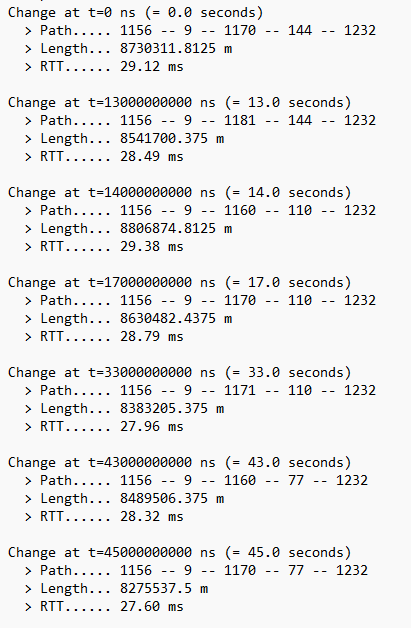 Change at t=0 ns (= 0.0 seconds)
> Path..... 1156 -- 9 -- 1170 -- 144 -- 1232
> Length... 8730311.8125 m
> RTT...... 29.12 ms
Change at t=13000000000 ns (= 13.0 seconds)
> Path..... 1156 -- 9 -- 1181 -- 144 -- 1232
> Length... 8541700.375 m
> RTT...... 28.49 ms
Change at t=14000000000 ns (= 14.0 seconds)
> Path..... 1156 -- 9 -- 1160 -- 110 -- 1232
> Length... 8806874.8125 m
> RTT...... 29.38 ms
Change at t=17000000000 ns (= 17.0 seconds)
> Path..... 1156 -- 9 -- 1170 -- 110 -- 1232
> Length... 8630482.4375 m
> RTT...... 28.79 ms
Change at t=33000000000 ns (= 33.0 seconds)
> Path..... 1156 -- 9 -- 1171 -- 110 -- 1232
> Length... 8383205.375 m
> RTT...... 27.96 ms
Change at t=43000000000 ns (= 43.0 seconds)
> Path..... 1156 -- 9 -- 1160 -- 77 -- 1232
> Length... 8489506.375 m
> RTT...... 28.32 ms
Change at t=45000000000 ns (= 45.0 seconds)
> Path..... 1156 -- 9 -- 1170 -- 77 -- 1232
> Length... 8275537.5 m
> RTT...... 27.60 ms